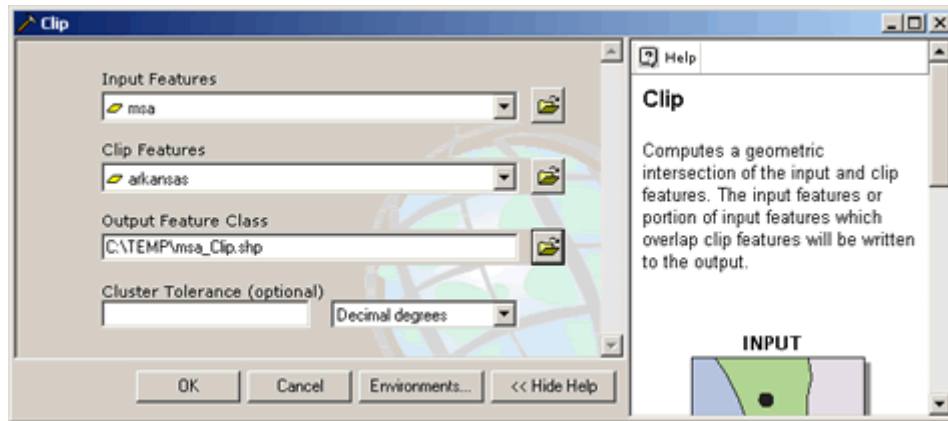 Clip
Input Features
msa
Clip Features
arkansas
Output Feature Class
C:\TEMP\msa_Clip.shp
Cluster Tolerance (optional)
Decimal degrees
OK
Cancel
Environments...
<< Hide Help
Help
Clip
Computes a geometric
intersection of the input and clip
features. The input features or
portion of input features which
overlap clip features will be written
to the output.
INPUT